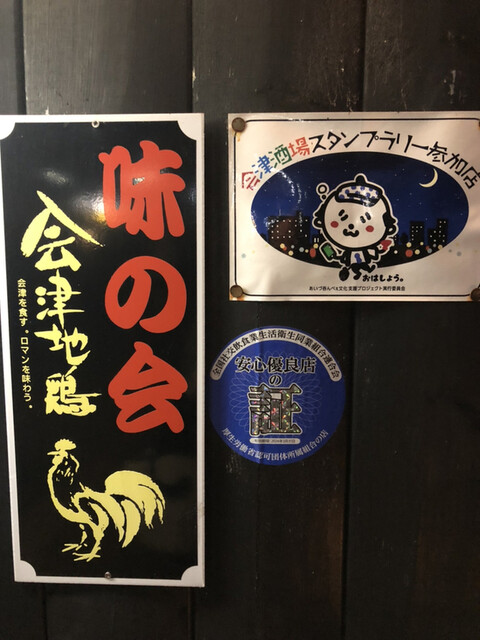 味の会
会津地鶏
会津を食す。ロマンを味わう。
会津酒場スタンプラリー参加店
おはしょう。
あいづ呑んべぇ文化支援プロジェクト実行委員会
全国社交飲食業生活衛生同業組合連合会
安心優良店
の
証
厚生労働省認可団体所属組合の店